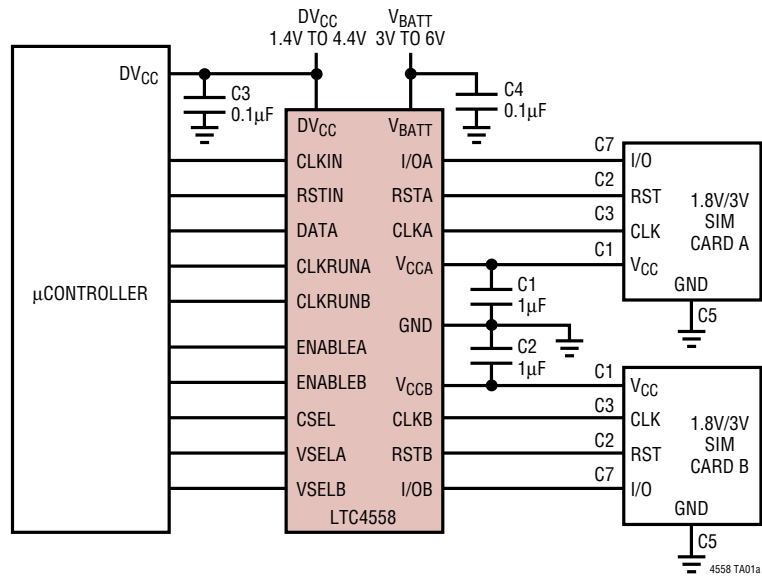 DVCC
1.4V TO 4.4V
VBATT
3V TO 6V
DVCC
C3
0.1µF
C4
0.1µF
µCONTROLLER
DVCC
VBATT
CLKIN
RSTIN
DATA
CLKRUNA
CLKRUNB
ENABLEA
ENABLEB
CSEL
VSELA
VSELB
I/OA
RSTA
CLKA
VCCA
GND
VCCB
CLKB
RSTB
I/OB
LTC4558
C1
1µF
C2
1µF
C7
C2
C3
C1
I/O
RST
CLK
VCC
1.8V/3V
SIM
CARD A
GND
C5
C1
C3
C2
C7
VCC
CLK
RST
I/O
1.8V/3V
SIM
CARD B
GND
C5
4558 TA01a